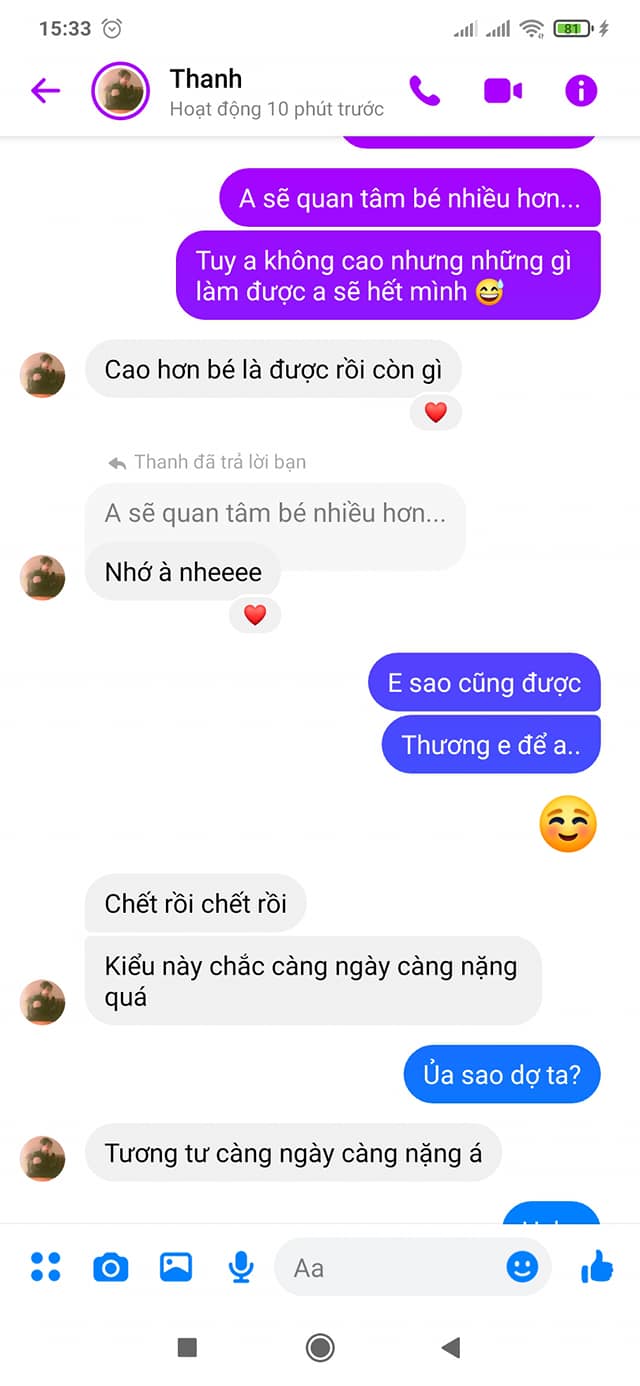 15:33
81
Thanh
Hoạt động 10 phút trước
A sẽ quan tâm bé nhiều hơn...
Tuy a không cao nhưng những gì
làm được a sẽ hết mình 😅
Cao hơn bé là được rồi còn gì
Thanh đã trả lời bạn
A sẽ quan tâm bé nhiều hơn...
Nhớ à nheeee
E sao cũng được
Thương e để a..
Chết rồi chết rồi
Kiểu này chắc càng ngày càng nặng
quá
Ủa sao dợ ta?
Tương tư càng ngày càng nặng á
Aa